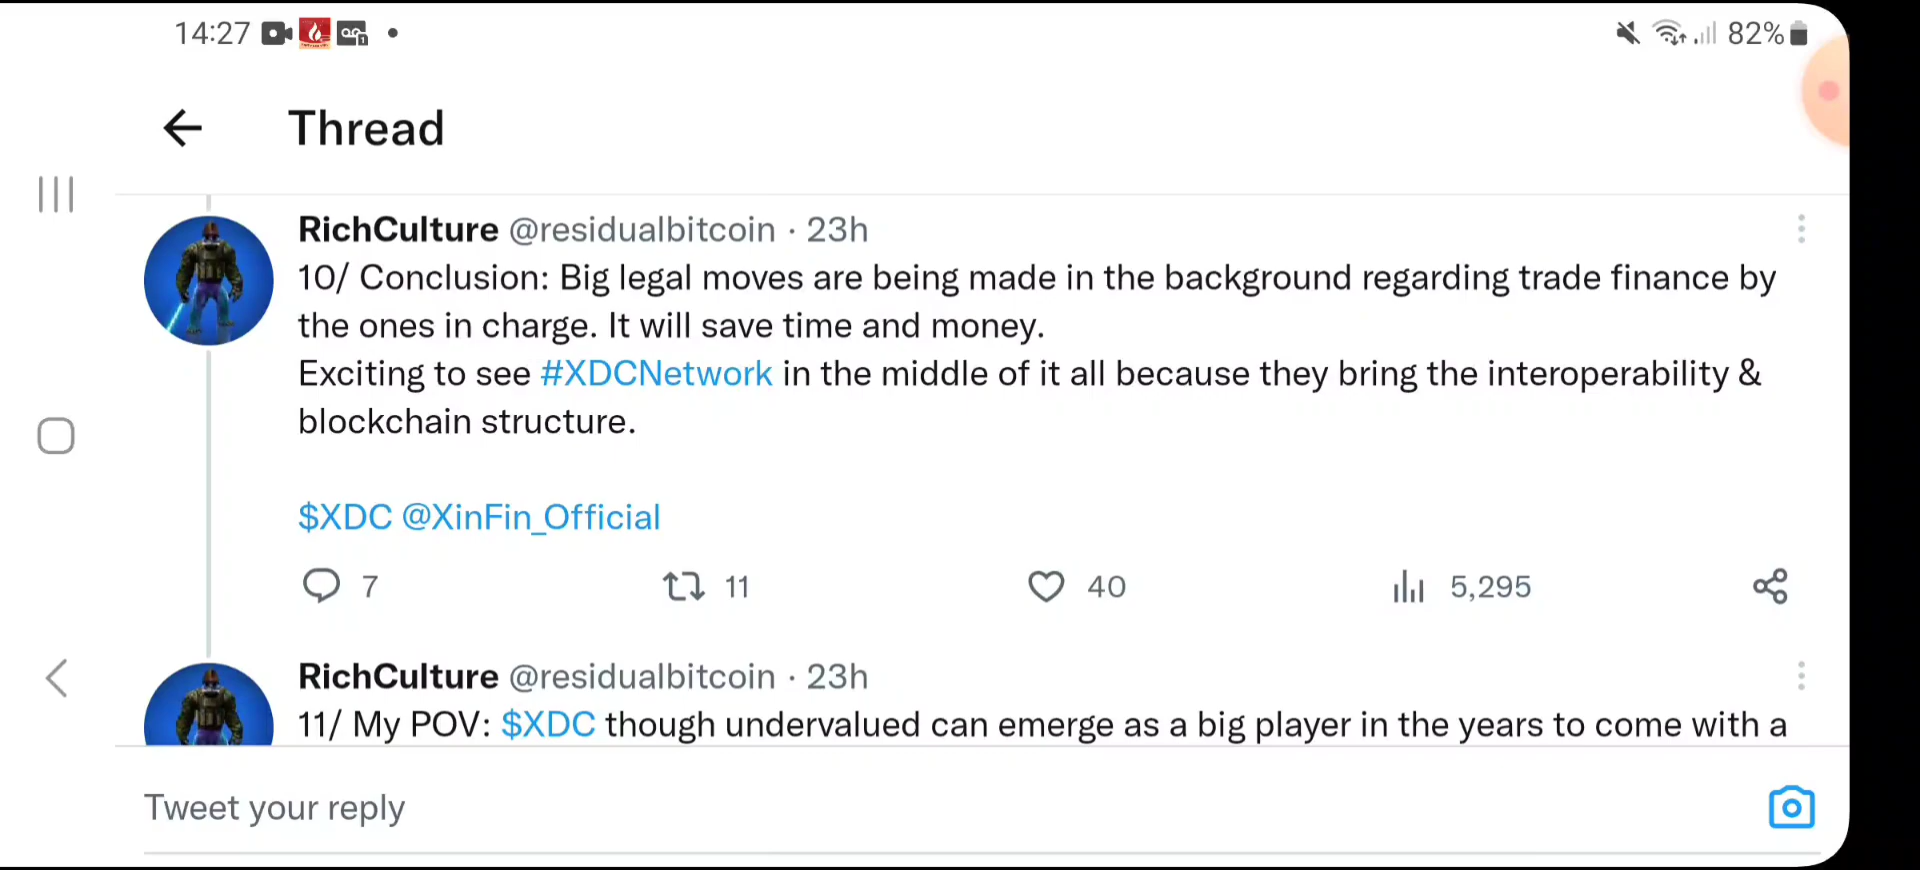 14:27
82%
Thread
RichCulture @residualbitcoin · 23h
10/ Conclusion: Big legal moves are being made in the background regarding trade finance by
the ones in charge. It will save time and money.
Exciting to see #XDCNetwork in the middle of it all because they bring the interoperability &
blockchain structure.
$XDC @XinFin_Official
7 11 40 5,295
RichCulture @residualbitcoin · 23h
11/ My POV: $XDC though undervalued can emerge as a big player in the years to come with a
Tweet your reply